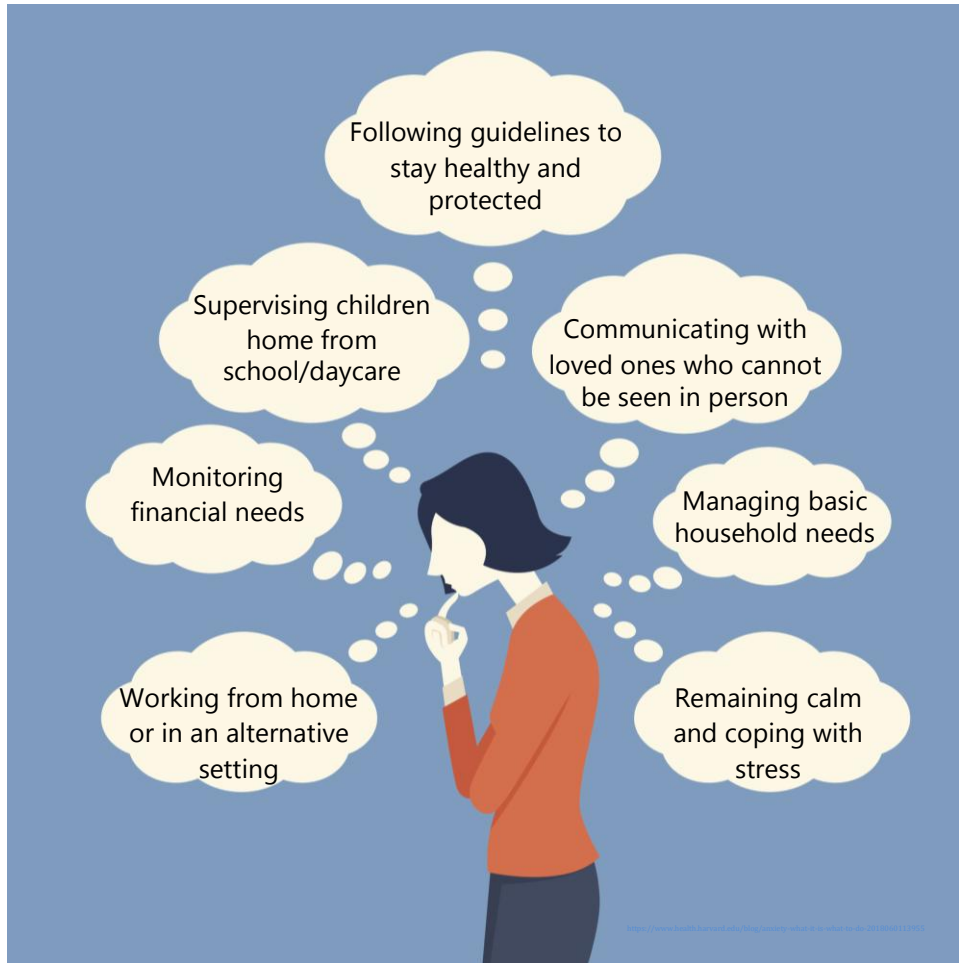 Following guidelines to
stay healthy and
protected
Supervising children
home from
school/daycare
Communicating with
loved ones who cannot
be seen in person
Monitoring
financial needs
Managing basic
household needs
Working from home
or in an alternative
setting
Remaining calm
and coping with
stress